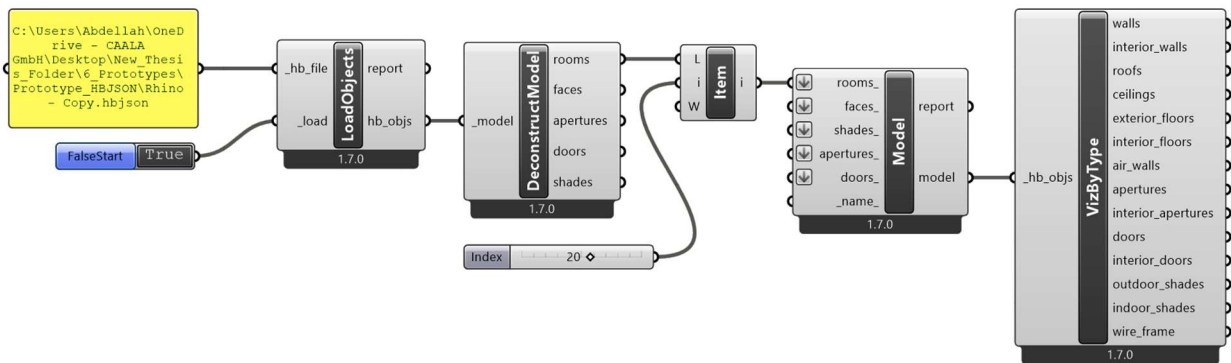 C:\Users\Abdellah\OneD
rive - CAALA
GmbH\Desktop\New_Thesi
s_Folder\6_Prototypes\
Prototype_HBJSON\Rhino
- Copy.hbjson
FalseStart True
_hb_file
_load
LoadObjects
report
hb_objs
1.7.0
_model
DeconstructModel
rooms
faces
apertures
doors
shades
1.7.0
Index 20
L
i
W
Item
i
rooms_
faces_
shades_
apertures_
doors_
_name_
Model
report
model
1.7.0
_hb_objs
VizByType
walls
interior_walls
roofs
ceilings
exterior_floors
interior_floors
air_walls
apertures
interior_apertures
doors
interior_doors
outdoor_shades
indoor_shades
wire_frame
1.7.0